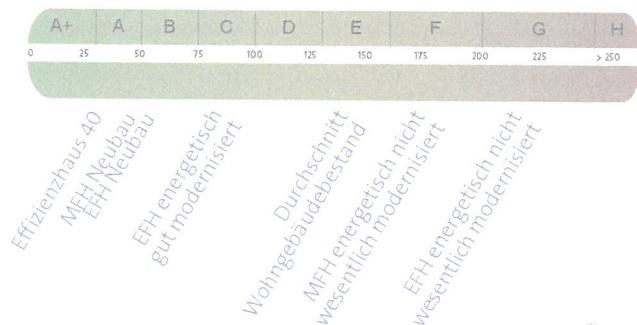 A+ A B C D E F G H
0 25 50 75 100 125 150 175 200 225 > 250
Effizienzhaus 40
MFH Neubau
EFH Neubau
EFH energetisch
gut modernisiert
Durchschnitt
Wohngebäudebestand
MFH energetisch nicht
wesentlich modernisiert
EFH energetisch nicht
wesentlich modernisiert